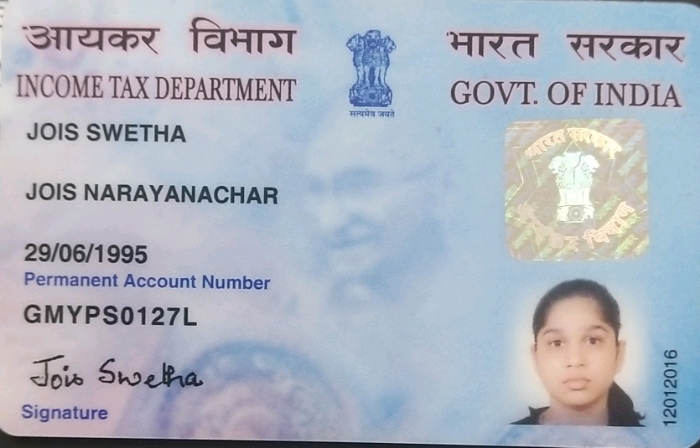 आयकर विभाग
INCOME TAX DEPARTMENT
सत्यमेव जयते
भारत सरकार
GOVT. OF INDIA
JOIS SWETHA
JOIS NARAYANACHAR
29/06/1995
Permanent Account Number
GMYPS0127L
Jois Swetha
Signature
भारत सरकार
आयकर विभाग
12012016